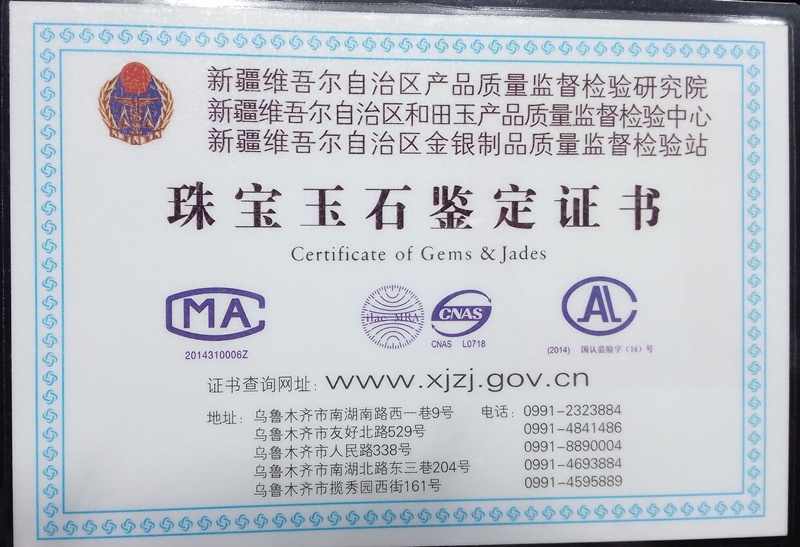 新疆维吾尔自治区产品质量监督检验研究院
新疆维吾尔自治区和田玉产品质量监督检验中心
新疆维吾尔自治区金银制品质量监督检验站
珠宝玉石鉴定证书
Certificate of Gems & Jades
MA
2014310006Z
ilac-MRA
CNAS
CNAS L0718
AL
(2014) 国认监验字(14)号
证书查询网址: www.xjzj.gov.cn
地址: 乌鲁木齐市南湖南路西一巷9号 电话: 0991-2323884
乌鲁木齐市友好北路529号 0991-4841486
乌鲁木齐市人民路338号 0991-8890004
乌鲁木齐市南湖北路东三巷204号 0991-4693884
乌鲁木齐市揽秀园西街161号 0991-4595889